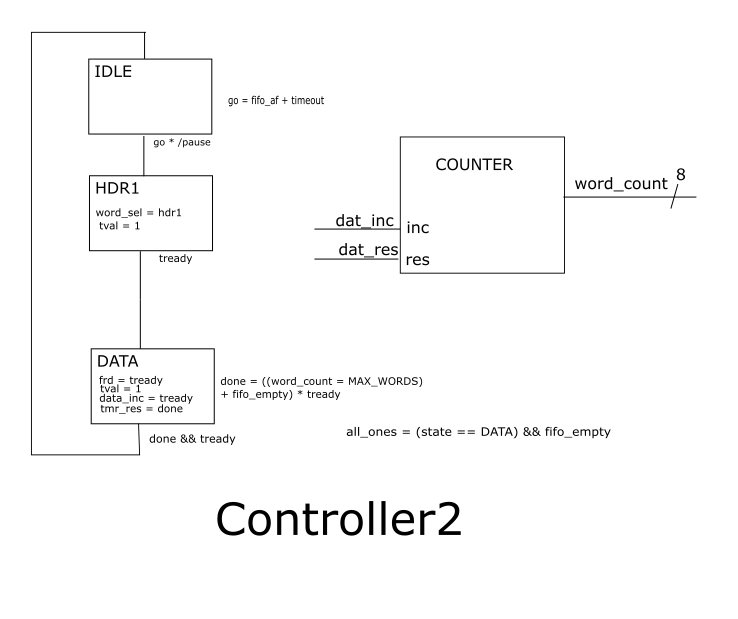 IDLE
go = fifo_af + timeout
go * /pause
HDR1
word_sel = hdr1
tval = 1
tready
COUNTER
word_count
8
dat_inc
inc
dat_res
res
DATA
frd = tready
tval = 1
data_inc = tready
tmr_res = done
done = ((word_count = MAX_WORDS)
+ fifo_empty) * tready
done && tready
all_ones = (state == DATA) && fifo_empty
Controller2